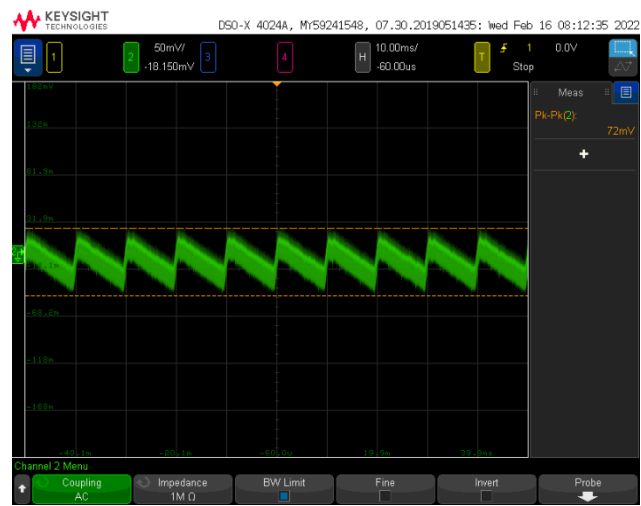 KEYSIGHT
TECHNOLOGIES
DSO-X 4024A, MY59241548, 07.30.2019051435: Wed Feb 16 08:12:35 2022
1
2
50mV/
-18.150mV
3
4
H
10.00ms/
-60.00us
T
1
0.0V
Stop
182mV
132m
81.9m
31.9m
-68.2m
-118m
-168m
-40.1m
-20.1m
-60.0u
19.9m
39.9ms
Meas
Pk-Pk(2):
72mV
+
Channel 2 Menu
Coupling
AC
Impedance
1M Ω
BW Limit
Fine
Invert
Probe